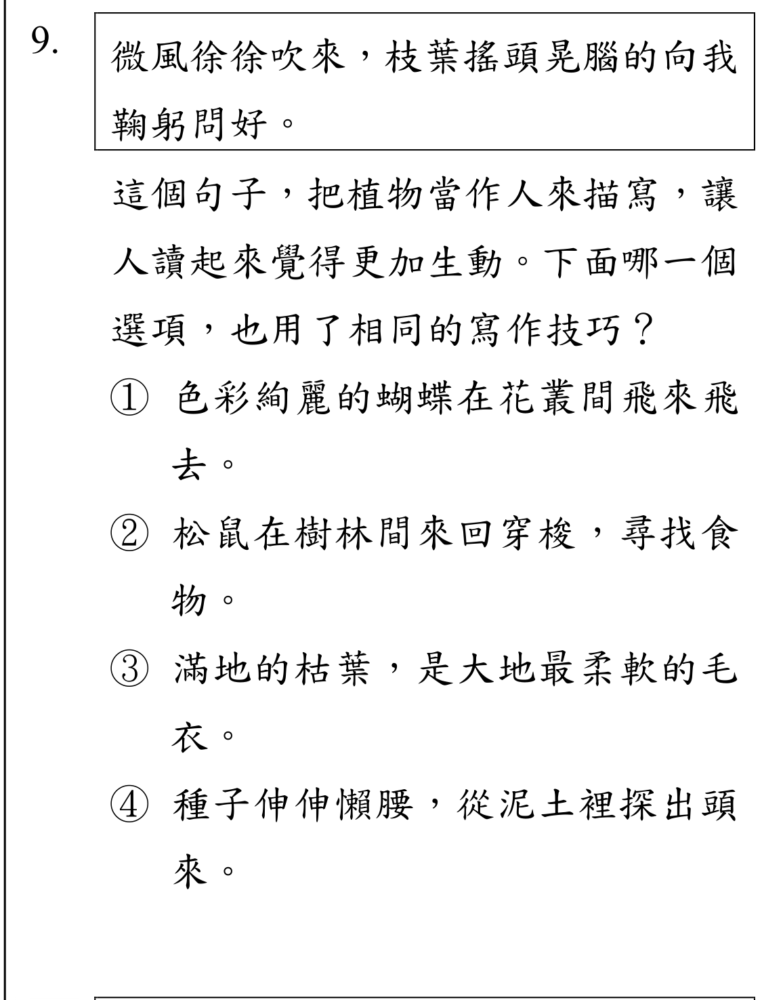 9.
微風徐徐吹來，枝葉搖頭晃腦的向我
鞠躬問好。
這個句子，把植物當作人來描寫，讓
人讀起來覺得更加生動。下面哪一個
選項，也用了相同的寫作技巧？
① 色彩絢麗的蝴蝶在花叢間飛來飛
去。
② 松鼠在樹林間來回穿梭，尋找食
物。
③ 滿地的枯葉，是大地最柔軟的毛
衣。
④ 種子伸伸懶腰，從泥土裡探出頭
來。